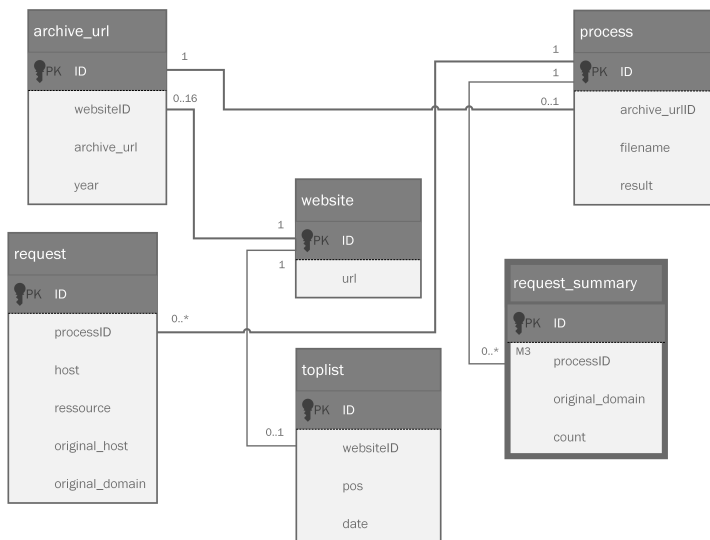 archive_url
PK ID
websiteID
archive_url
year
1
0..16
process
PK ID
archive_urlID
filename
result
1
1
0..1
website
PK ID
url
1
1
request
PK ID
processID
host
ressource
original_host
original_domain
0..*
toplist
PK ID
websiteID
pos
date
0..1
request_summary
PK ID
M3
processID
original_domain
count
0..*